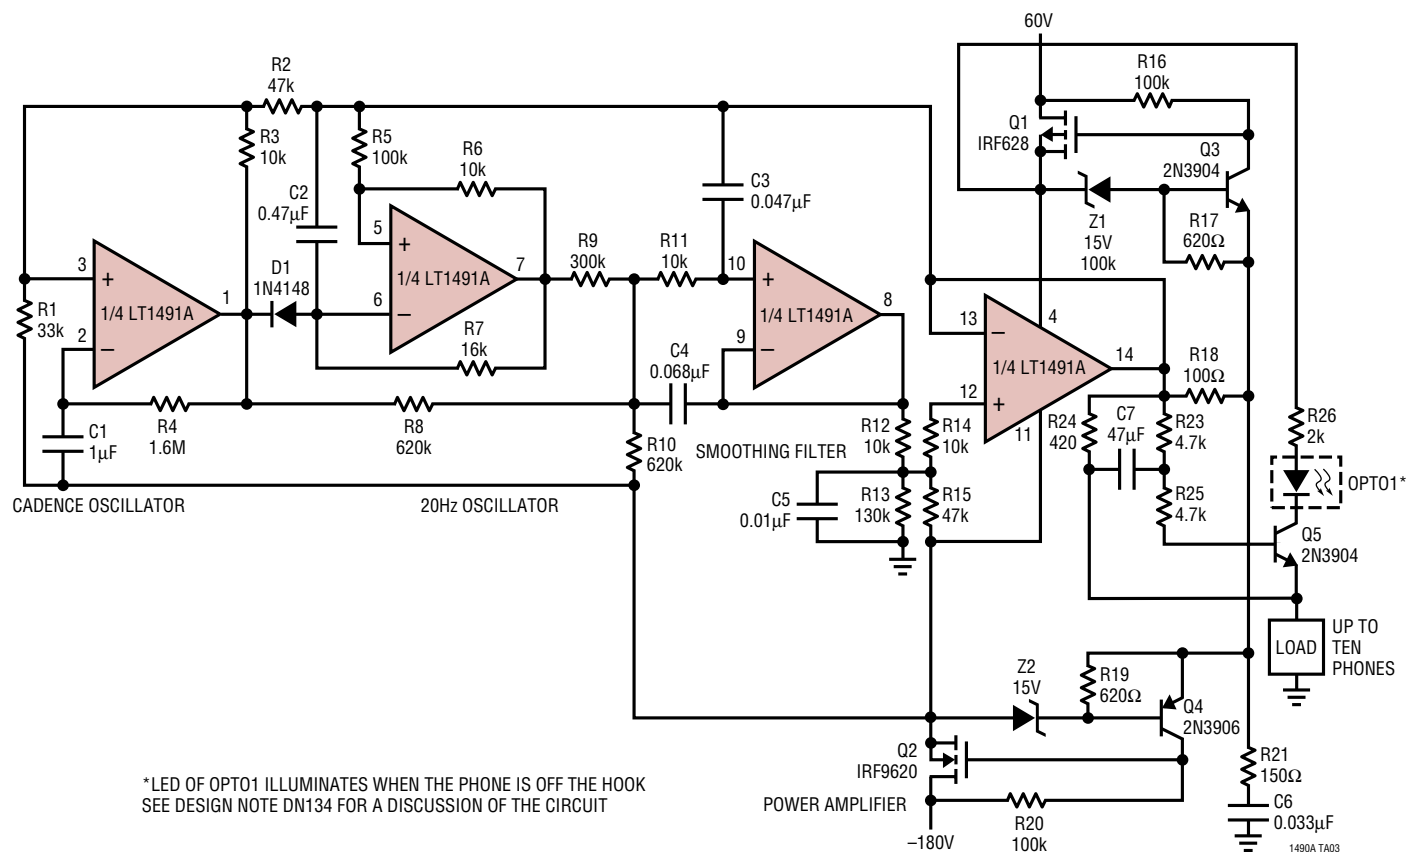 60V
R16
100k
R2
47k
Q1
IRF628
R3
10k
R5
100k
R6
10k
Q3
2N3904
C2
0.47µF
C3
0.047µF
R17
620Ω
Z1
15V
100k
5
+
R9
300k
R11
10k
10
+
3
+
D1
1N4148
1/4 LT1491A
7
1
1/4 LT1491A
6
–
1/4 LT1491A
8
R1
33k
2
–
R7
16k
9
–
13
–
4
14
1/4 LT1491A
R18
100Ω
C4
0.068µF
12
+
11
R4
1.6M
R8
620k
C1
1µF
R10
620k
SMOOTHING FILTER
R12
10k
R14
10k
R24
420
C7
47µF
R23
4.7k
R26
2k
OPTO1*
CADENCE OSCILLATOR
20Hz OSCILLATOR
C5
0.01µF
R13
130k
R15
47k
R25
4.7k
Q5
2N3904
LOAD
UP TO
TEN
PHONES
Z2
15V
R19
620Ω
Q4
2N3906
Q2
IRF9620
R21
150Ω
*LED OF OPTO1 ILLUMINATES WHEN THE PHONE IS OFF THE HOOK
SEE DESIGN NOTE DN134 FOR A DISCUSSION OF THE CIRCUIT
POWER AMPLIFIER
C6
0.033µF
R20
100k
–180V
1490A TA03